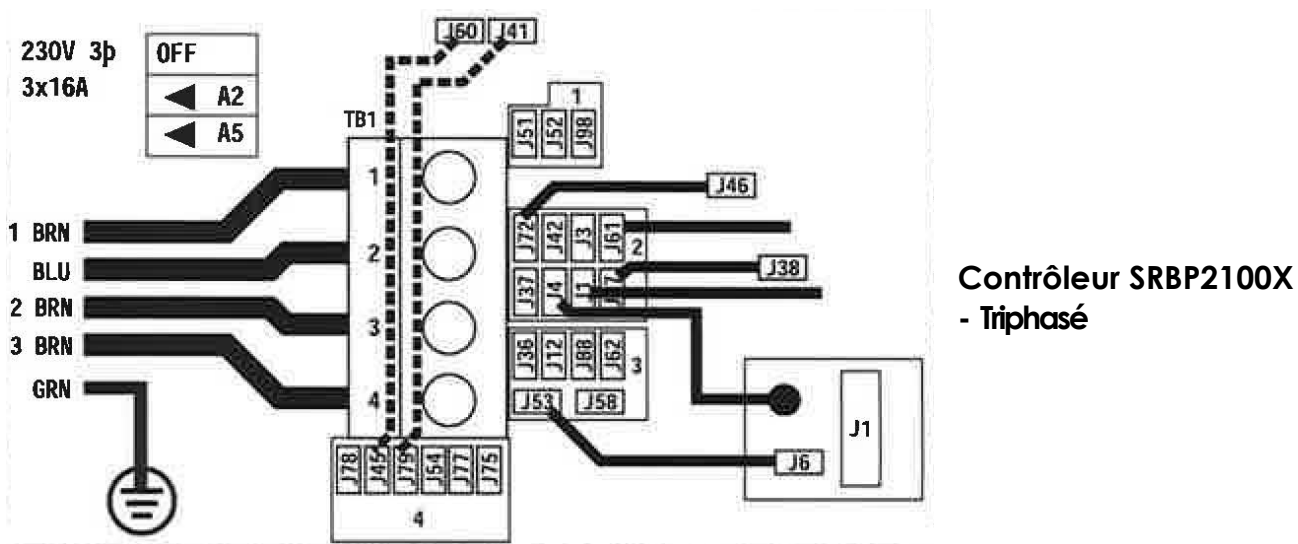 J60 J41
230V 3þ
3x16A
OFF
A2
A5
TB1
1
J51 J52 J98
1
J46
1 BRN
BLU
2 BRN
3 BRN
GRN
2
3
4
J72 J42 J3 J61
2
J37 J4 J1
J38
J36 J12 J88 J62
3
J53 J58
J1
J6
J78 J45 J79 J54 J77 J75
4
Contrôleur SRBP2100X
- Triphasé